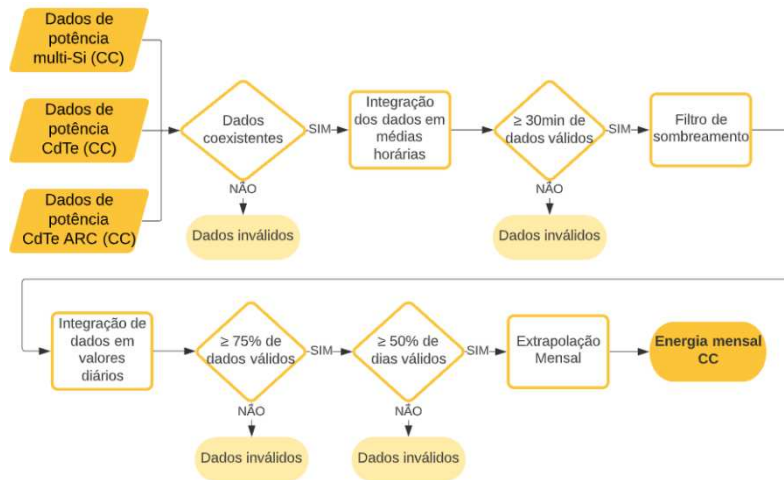 Dados de
potência
multi-Si (CC)
Dados de
potência
CdTe (CC)
Dados de
potência
CdTe ARC (CC)
Dados
coexistentes
SIM
NÃO
Dados inválidos
Integração
dos dados em
médias
horárias
≥ 30min de
dados válidos
SIM
NÃO
Dados inválidos
Filtro de
sombreamento
Integração de
dados em
valores
diários
≥ 75% de
dados válidos
SIM
NÃO
Dados inválidos
≥ 50% de
dias válidos
SIM
NÃO
Dados inválidos
Extrapolação
Mensal
Energia mensal
CC